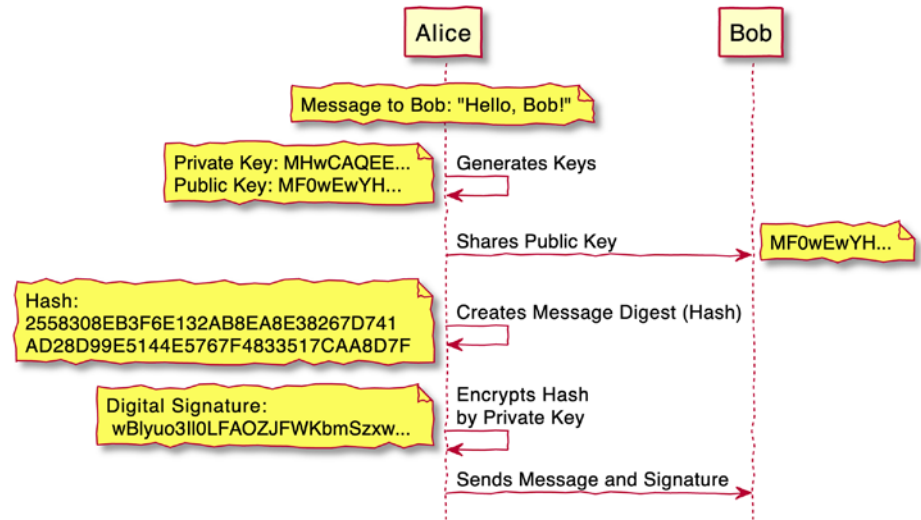 Alice
Bob
Message to Bob: "Hello, Bob!"
Private Key: MHwCAQEE...
Public Key: MF0wEwYH...
Generates Keys
Shares Public Key
MF0wEwYH...
Hash:
2558308EB3F6E132AB8EA8E38267D741
AD28D99E5144E5767F4833517CAA8D7F
Creates Message Digest (Hash)
Digital Signature:
wBlyuo3Il0LFAOZJFWKbmSzxw...
Encrypts Hash
by Private Key
Sends Message and Signature